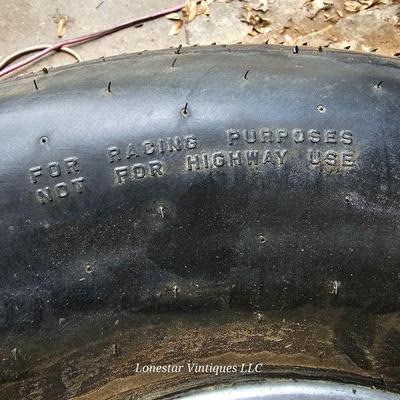 FOR RACING PURPOSES
NOT FOR HIGHWAY USE
Lonestar Vintiques LLC